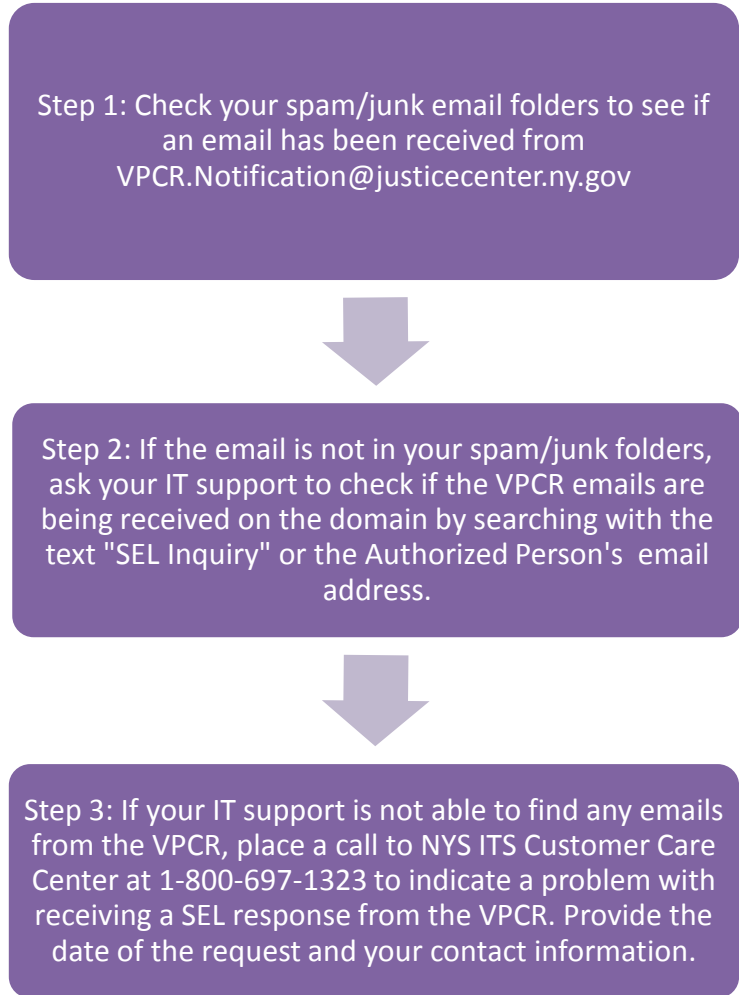 Step 1: Check your spam/junk email folders to see if
an email has been received from
VPCR.Notification@justicecenter.ny.gov
Step 2: If the email is not in your spam/junk folders,
ask your IT support to check if the VPCR emails are
being received on the domain by searching with the
text "SEL Inquiry" or the Authorized Person's  email
address.
Step 3: If your IT support is not able to find any emails
from the VPCR, place a call to NYS ITS Customer Care
Center at 1-800-697-1323 to indicate a problem with
receiving a SEL response from the VPCR. Provide the
date of the request and your contact information.